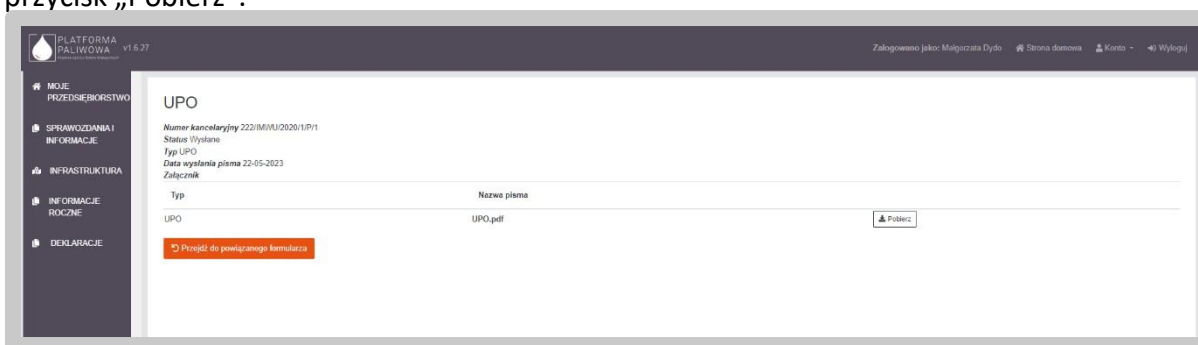 przycisk „Pobierz”.
PLATFORMA
PALIWOWA v1.6.27
Zalogowano jako: Małgorzata Dydo Strona domowa Konto Wyloguj
MOJE
PRZEDSIĘBIORSTWO
SPRAWOZDANIA I
INFORMACJE
INFRASTRUKTURA
INFORMACJE
ROCZNE
DEKLARACJE
UPO
Numer kancelaryjny 222/IMWU/2020/1/P/1
Status Wysłane
Typ UPO
Data wysłania pisma 22-05-2023
Załącznik
Typ Nazwa pisma
UPO UPO.pdf Pobierz
Przejdź do powiązanego formularza